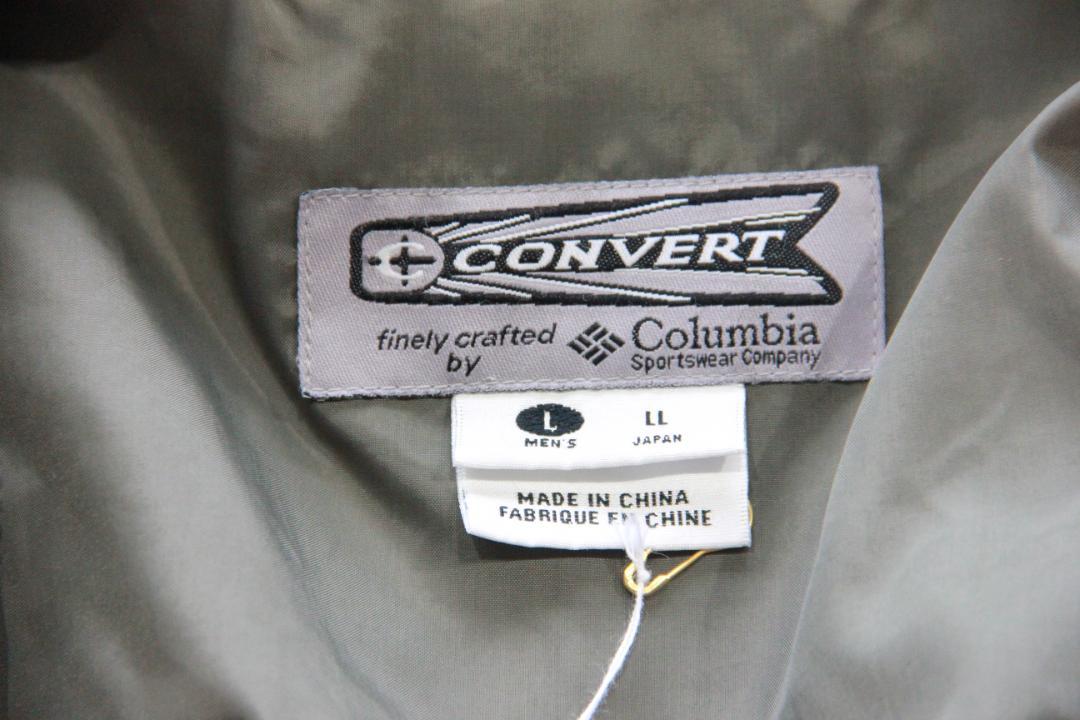 C CONVERT
finely crafted
by
Columbia
Sportswear Company
L
MEN'S
LL
JAPAN
MADE IN CHINA
FABRIQUE EN CHINE